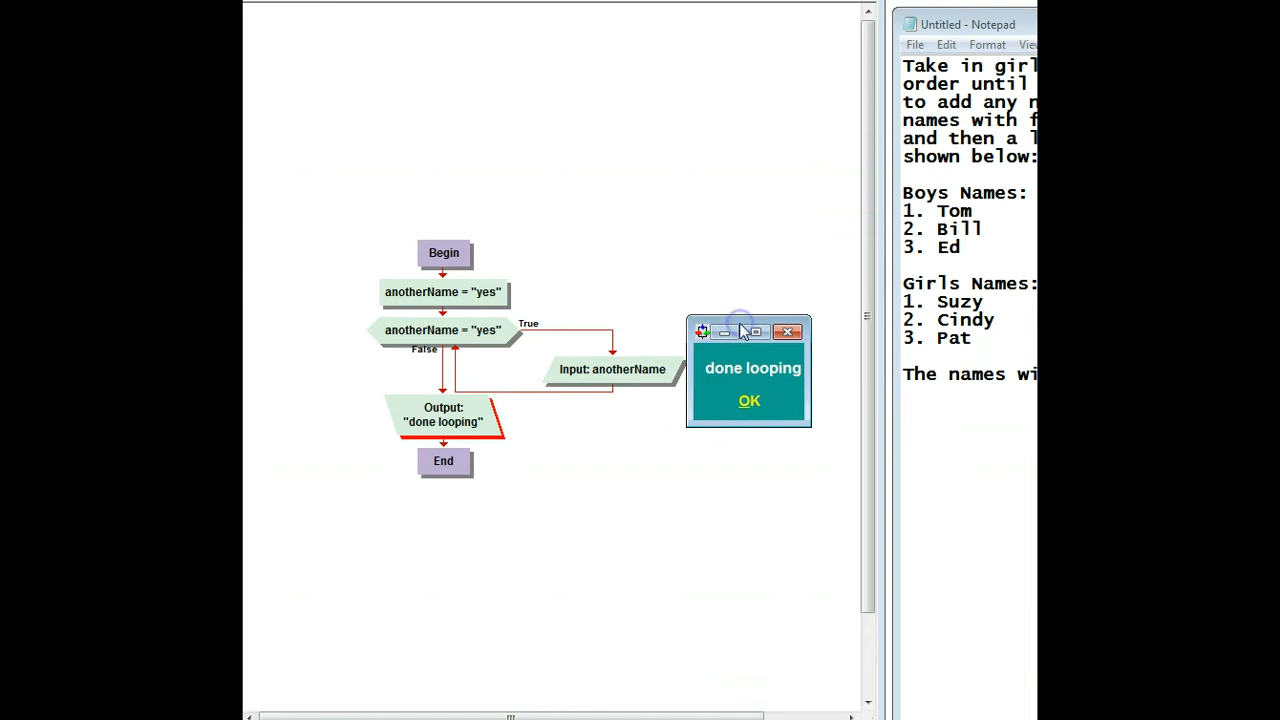 Begin
anotherName = "yes"
anotherName = "yes"
True
False
Input: anotherName
Output:
"done looping"
End
done looping
OK
Untitled - Notepad
File Edit Format
Take in
order until
to add any
names with
and then a
shown below:
Boys Names:
1. Tom
2. Bill
3. Ed
Girls Names:
1. Suzy
2. Cindy
3. Pat
The names